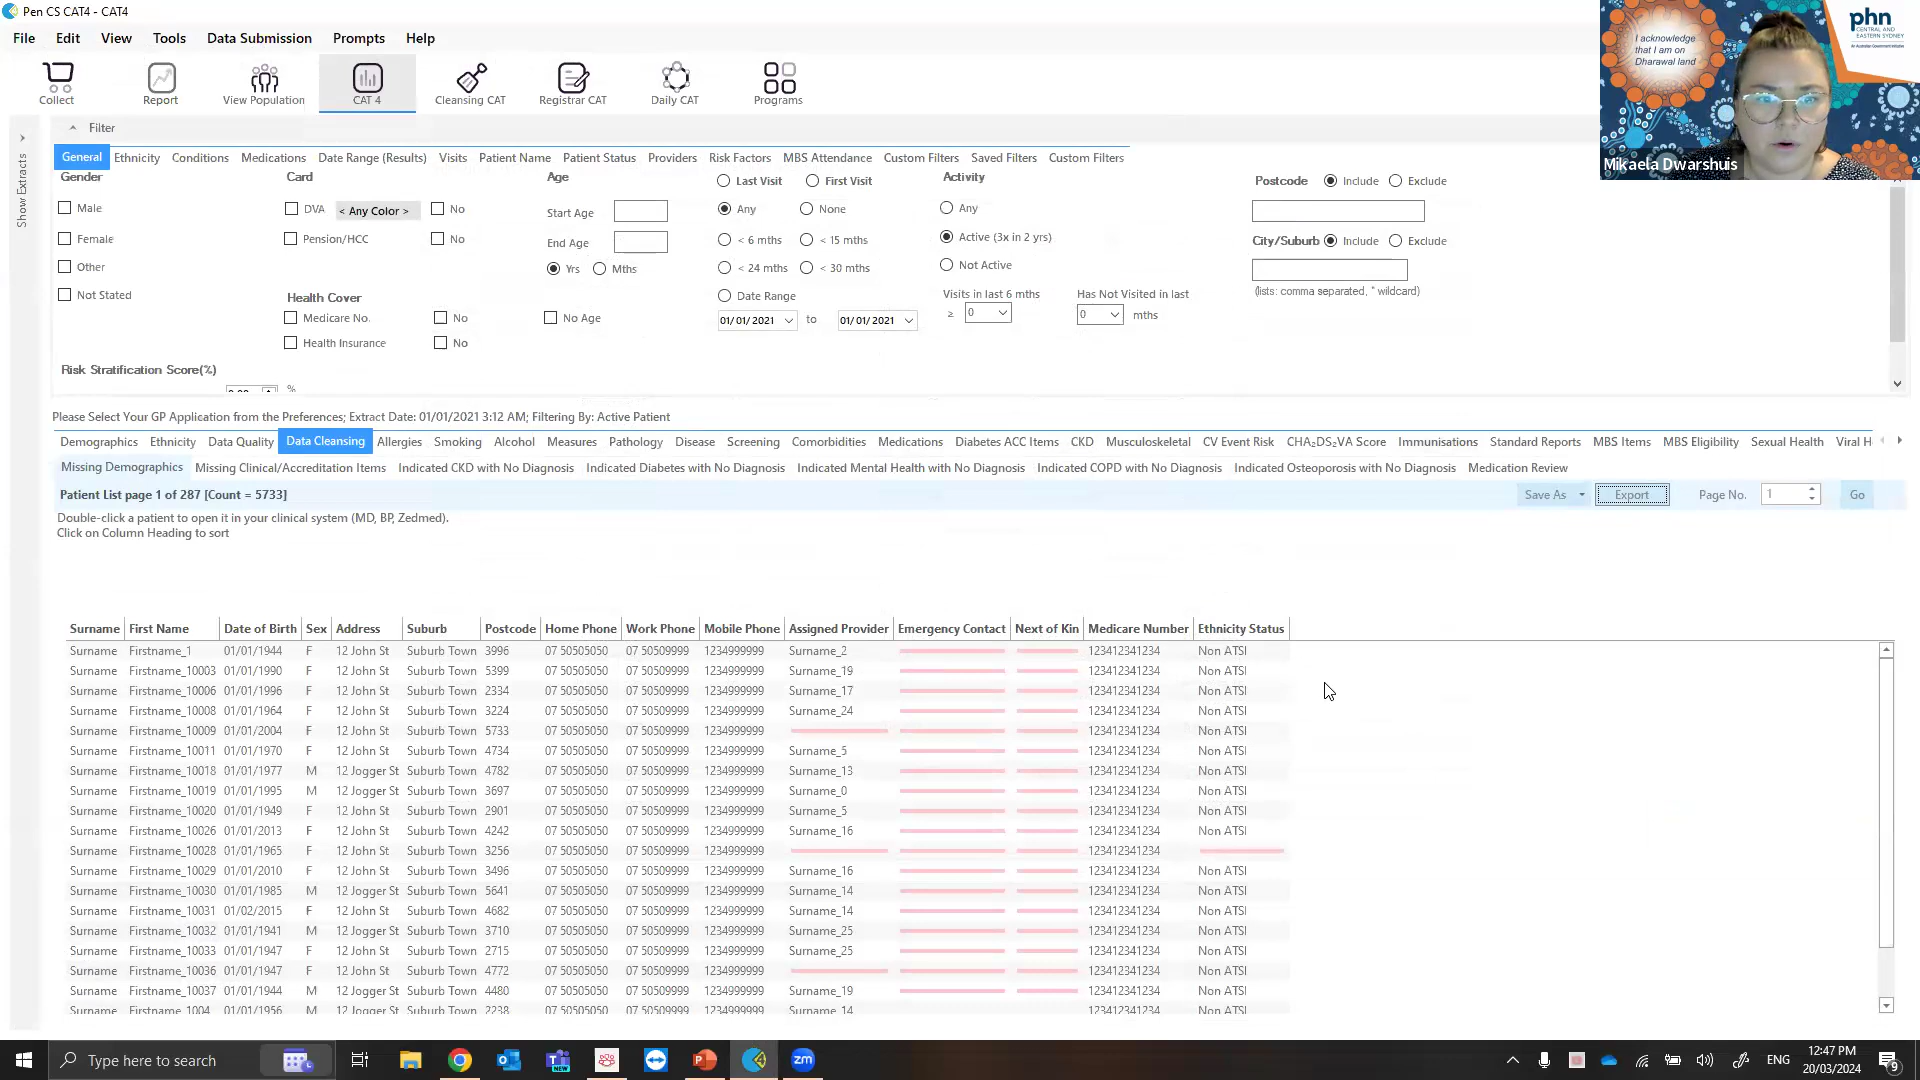 Pen CS CAT4 - CAT4
File Edit View Tools Data Submission Prompts Help
Collect Report View Population CAT 4 Cleansing CAT Registrar CAT Daily CAT Programs
I acknowledge
that I am on
Dharawal land
phn
CENTRAL AND
EASTERN SYDNEY
An Australian Government Initiative
Mikaela Dwarshuis
Show Extracts
Filter
General Ethnicity Conditions Medications Date Range (Results) Visits Patient Name Patient Status Providers Risk Factors MBS Attendance Custom Filters Saved Filters Custom Filters
Gender Card Age Last Visit First Visit Activity Postcode Include Exclude
Male DVA < Any Color > No Start Age Any None Any
Female Pension/HCC No End Age < 6 mths < 15 mths Active (3x in 2 yrs) City/Suburb Include Exclude
Other Yrs Mths < 24 mths < 30 mths Not Active
Not Stated Health Cover Date Range Visits in last 6 mths Has Not Visited in last (lists: comma separated, * wildcard)
Medicare No. No No Age 01/01/2021 to 01/01/2021 ≥ 0 0 mths
Health Insurance No
Risk Stratification Score(%)
%
Please Select Your GP Application from the Preferences; Extract Date: 01/01/2021 3:12 AM; Filtering By: Active Patient
Demographics Ethnicity Data Quality Data Cleansing Allergies Smoking Alcohol Measures Pathology Disease Screening Comorbidities Medications Diabetes ACC Items CKD Musculoskeletal CV Event Risk CHA₂DS₂VA Score Immunisations Standard Reports MBS Items MBS Eligibility Sexual Health Viral H
Missing Demographics Missing Clinical/Accreditation Items Indicated CKD with No Diagnosis Indicated Diabetes with No Diagnosis Indicated Mental Health with No Diagnosis Indicated COPD with No Diagnosis Indicated Osteoporosis with No Diagnosis Medication Review
Patient List page 1 of 287 [Count = 5733] Save As Export Page No. 1 Go
Double-click a patient to open it in your clinical system (MD, BP, Zedmed).
Click on Column Heading to sort
Surname First Name Date of Birth Sex Address Suburb Postcode Home Phone Work Phone Mobile Phone Assigned Provider Emergency Contact Next of Kin Medicare Number Ethnicity Status
Surname Firstname_1 01/01/1944 F 12 John St Suburb Town 3996 07 50505050 07 50509999 1234999999 Surname_2 123412341234 Non ATSI
Surname Firstname_10003 01/01/1990 F 12 John St Suburb Town 5399 07 50505050 07 50509999 1234999999 Surname_19 123412341234 Non ATSI
Surname Firstname_10006 01/01/1996 F 12 John St Suburb Town 2334 07 50505050 07 50509999 1234999999 Surname_17 123412341234 Non ATSI
Surname Firstname_10008 01/01/1964 F 12 John St Suburb Town 3224 07 50505050 07 50509999 1234999999 Surname_24 123412341234 Non ATSI
Surname Firstname_10009 01/01/2004 F 12 John St Suburb Town 5733 07 50505050 07 50509999 1234999999 123412341234 Non ATSI
Surname Firstname_10011 01/01/1970 F 12 John St Suburb Town 4734 07 50505050 07 50509999 1234999999 Surname_5 123412341234 Non ATSI
Surname Firstname_10018 01/01/1977 M 12 Jogger St Suburb Town 4782 07 50505050 07 50509999 1234999999 Surname_13 123412341234 Non ATSI
Surname Firstname_10019 01/01/1995 M 12 Jogger St Suburb Town 3697 07 50505050 07 50509999 1234999999 Surname_0 123412341234 Non ATSI
Surname Firstname_10020 01/01/1949 F 12 John St Suburb Town 2901 07 50505050 07 50509999 1234999999 Surname_5 123412341234 Non ATSI
Surname Firstname_10026 01/01/2013 F 12 John St Suburb Town 4242 07 50505050 07 50509999 1234999999 Surname_16 123412341234 Non ATSI
Surname Firstname_10028 01/01/1965 F 12 John St Suburb Town 3256 07 50505050 07 50509999 1234999999 123412341234
Surname Firstname_10029 01/01/2010 F 12 John St Suburb Town 3496 07 50505050 07 50509999 1234999999 Surname_16 123412341234 Non ATSI
Surname Firstname_10030 01/01/1985 M 12 Jogger St Suburb Town 5641 07 50505050 07 50509999 1234999999 Surname_14 123412341234 Non ATSI
Surname Firstname_10031 01/02/2015 F 12 John St Suburb Town 4682 07 50505050 07 50509999 1234999999 Surname_14 123412341234 Non ATSI
Surname Firstname_10032 01/01/1941 M 12 Jogger St Suburb Town 3710 07 50505050 07 50509999 1234999999 Surname_25 123412341234 Non ATSI
Surname Firstname_10033 01/01/1947 F 12 John St Suburb Town 2715 07 50505050 07 50509999 1234999999 Surname_25 123412341234 Non ATSI
Surname Firstname_10036 01/01/1947 F 12 John St Suburb Town 4772 07 50505050 07 50509999 1234999999 123412341234 Non ATSI
Surname Firstname_10037 01/01/1944 M 12 Jogger St Suburb Town 4480 07 50505050 07 50509999 1234999999 Surname_19 123412341234 Non ATSI
Surname Firstname_1004 01/01/1956 M 12 Jogger St Suburb Town 2238 07 50505050 07 50509999 1234999999 Surname_14 123412341234 Non ATSI
Type here to search NEW zm ENG 12:47 PM 9
20/03/2024